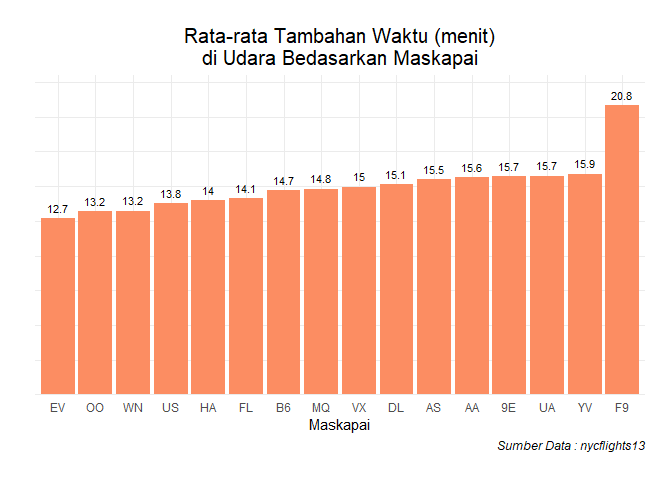 Rata-rata Tambahan Waktu (menit)
di Udara Bedasarkan Maskapai
12.7 13.2 13.2 13.8 14 14.1 14.7 14.8 15 15.1 15.5 15.6 15.7 15.7 15.9 20.8
EV OO WN US HA FL B6 MQ VX DL AS AA 9E UA YV F9
Maskapai
Sumber Data : nycflights13